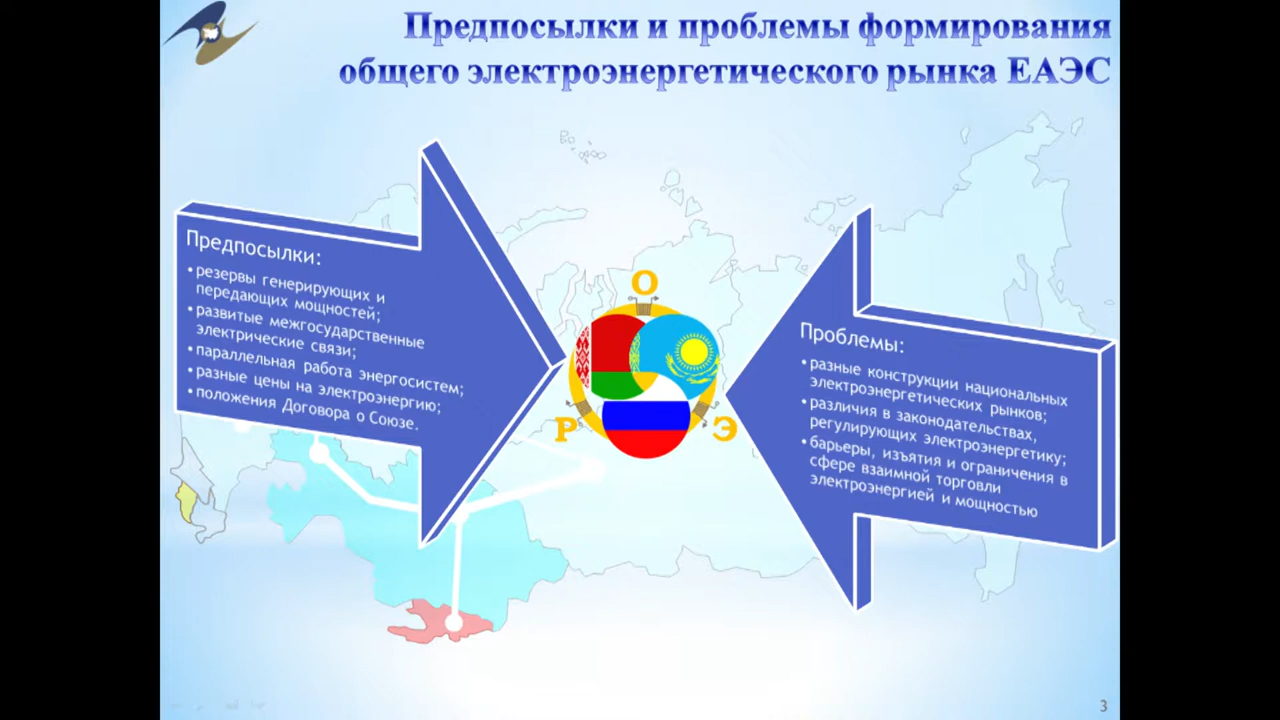 Предпосылки и проблемы формирования
общего электроэнергетического рынка ЕАЭС
Предпосылки:
• резервы генерирующих и
передающих мощностей;
• развитые межгосударственные
электрические связи;
• параллельная работа энергосистем;
• разные цены на электроэнергию;
• положения Договора о Союзе.
О
Р
Э
Проблемы:
• разные конструкции национальных
электроэнергетических рынков;
• различия в законодательствах,
регулирующих электроэнергетику;
• барьеры, изъятия и ограничения в
сфере взаимной торговли
электроэнергией и мощностью
3